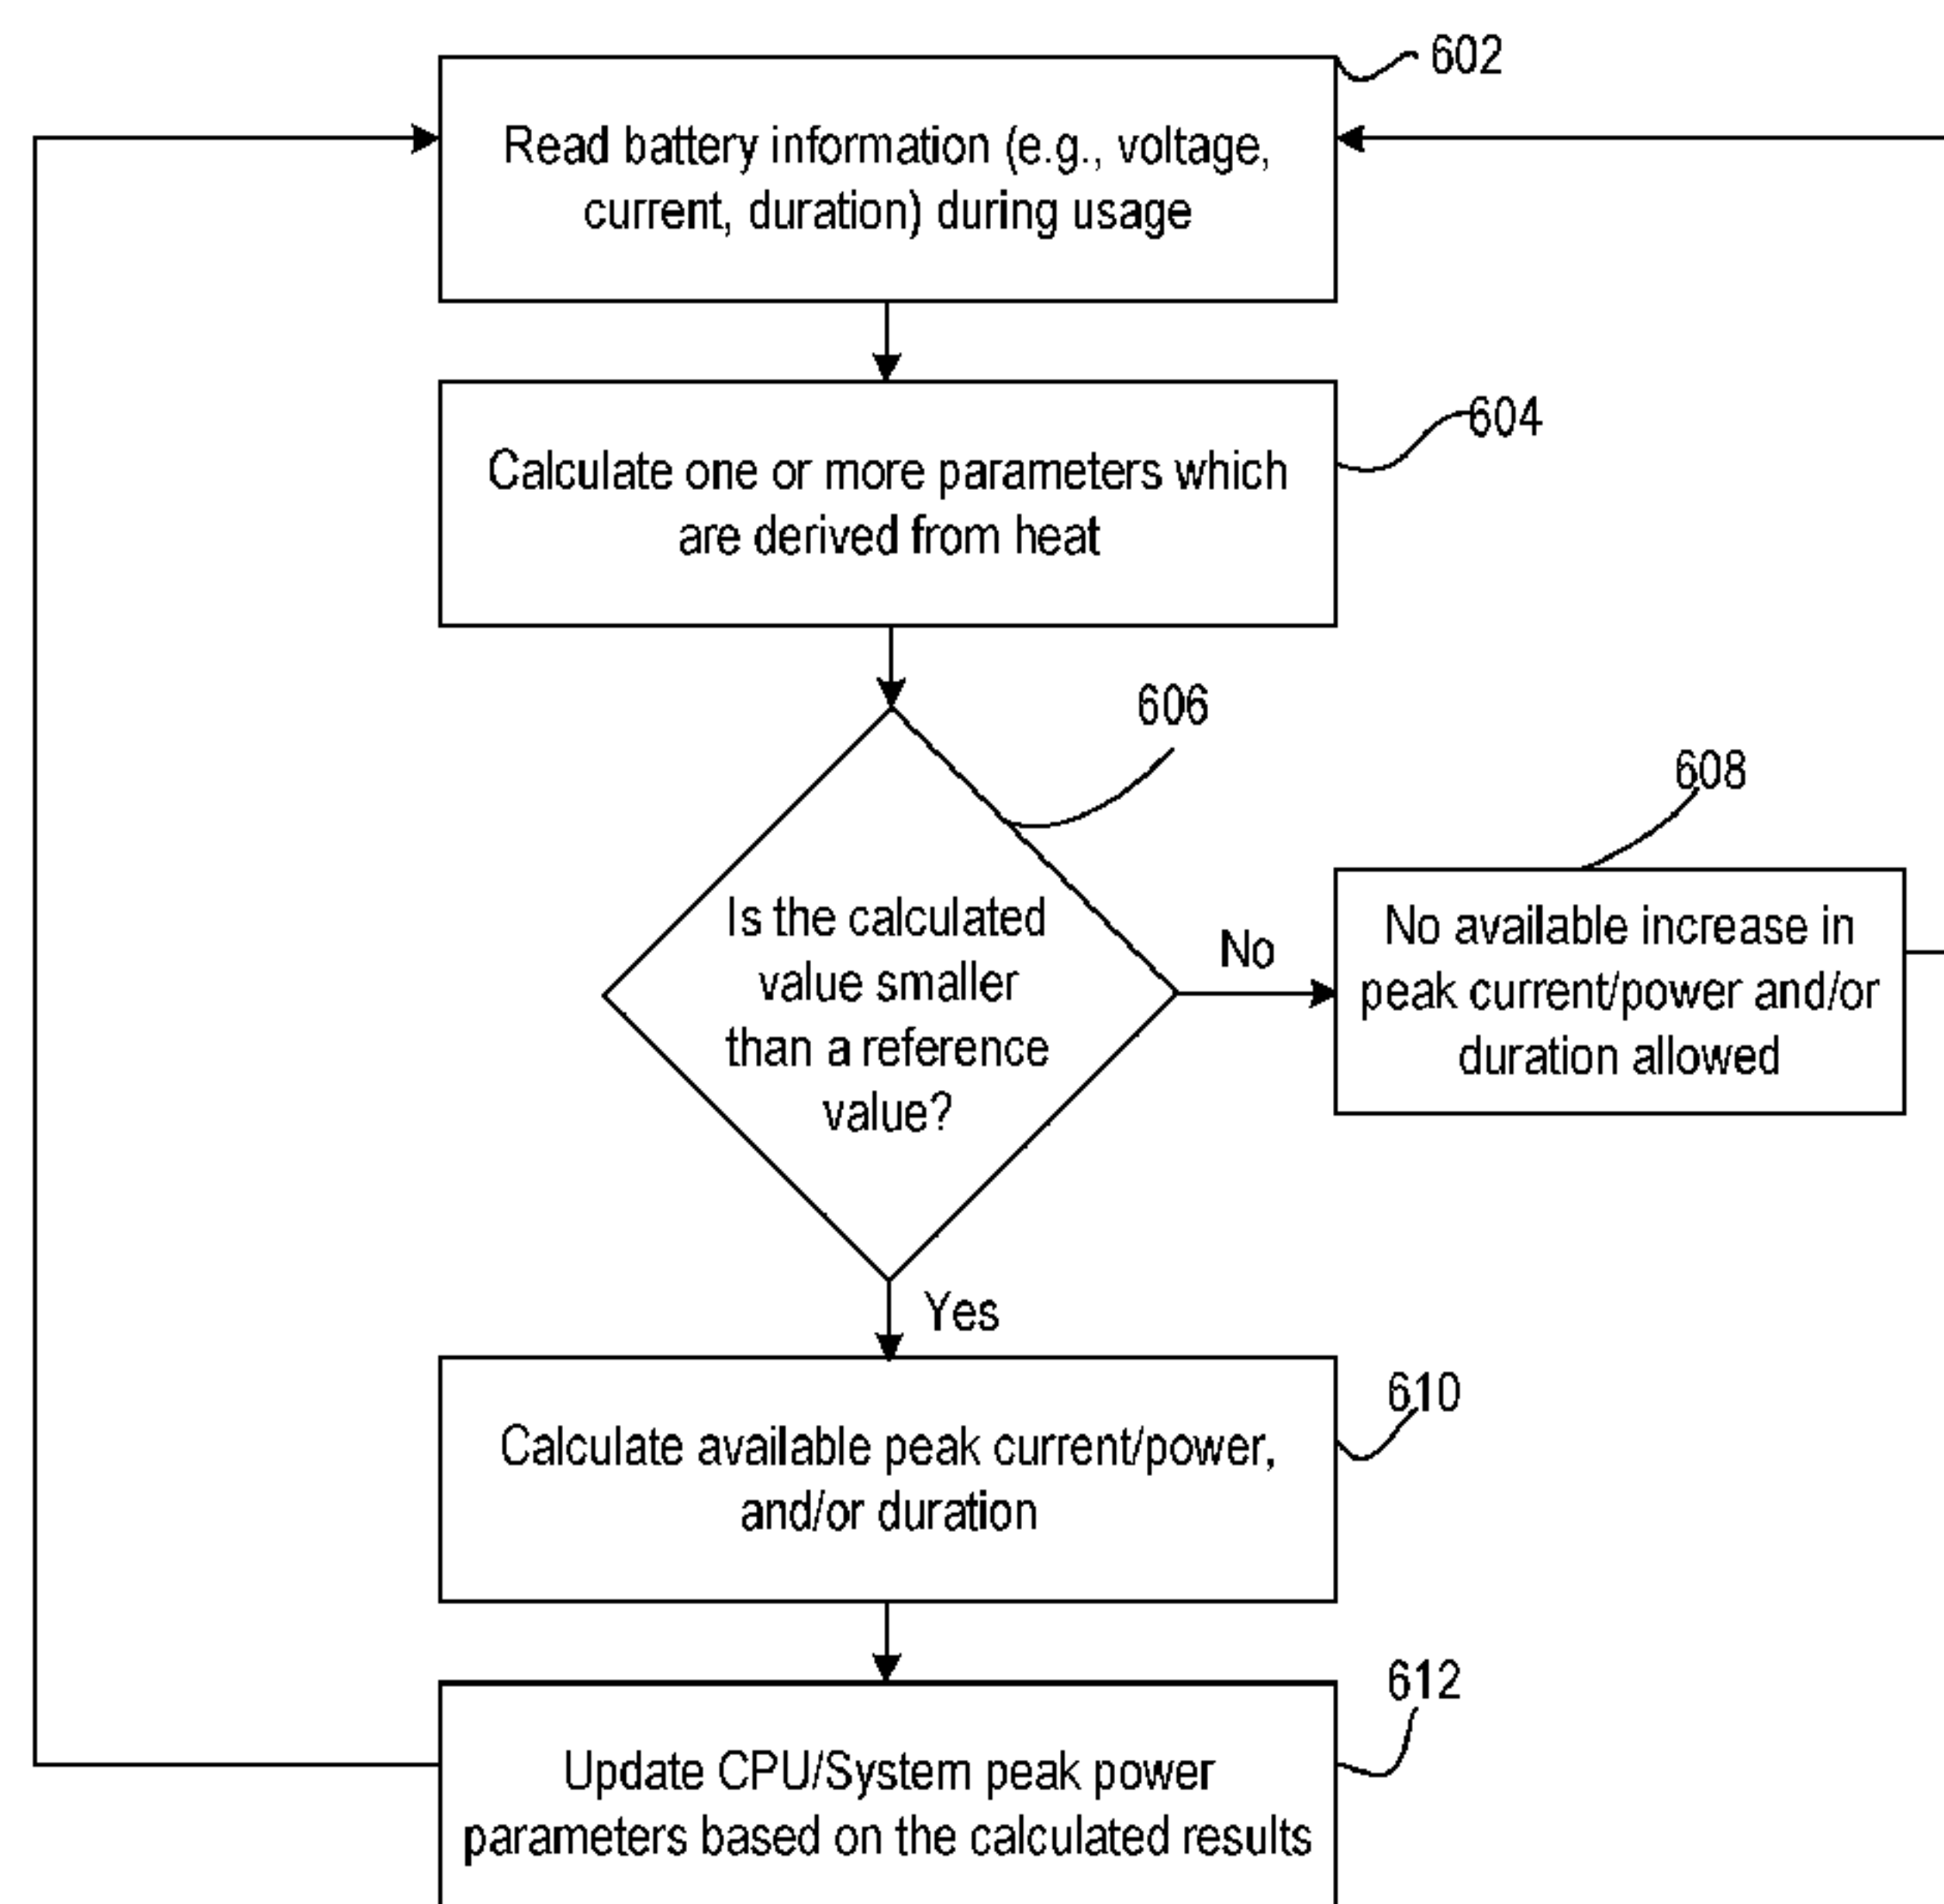 602
Read battery information (e.g., voltage,
current, duration) during usage
604
Calculate one or more parameters which
are derived from heat
606
Is the calculated
value smaller
than a reference
value?
No
608
No available increase in
peak current/power and/or
duration allowed
Yes
610
Calculate available peak current/power,
and/or duration
612
Update CPU/System peak power
parameters based on the calculated results